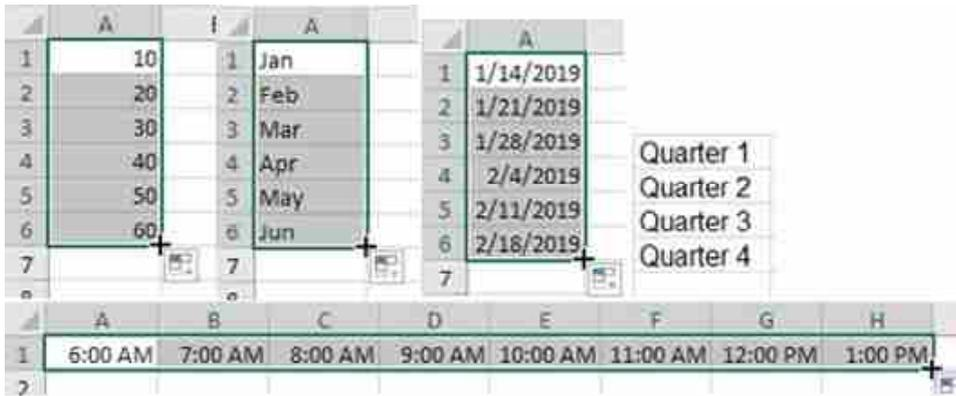 A
1 10
2 20
3 30
4 40
5 50
6 60
7
A
1 Jan
2 Feb
3 Mar
4 Apr
5 May
6 Jun
7
A
1 1/14/2019
2 1/21/2019
3 1/28/2019
4 2/4/2019
5 2/11/2019
6 2/18/2019
7
Quarter 1
Quarter 2
Quarter 3
Quarter 4
A B C D E F G H
1 6:00 AM 7:00 AM 8:00 AM 9:00 AM 10:00 AM 11:00 AM 12:00 PM 1:00 PM
2